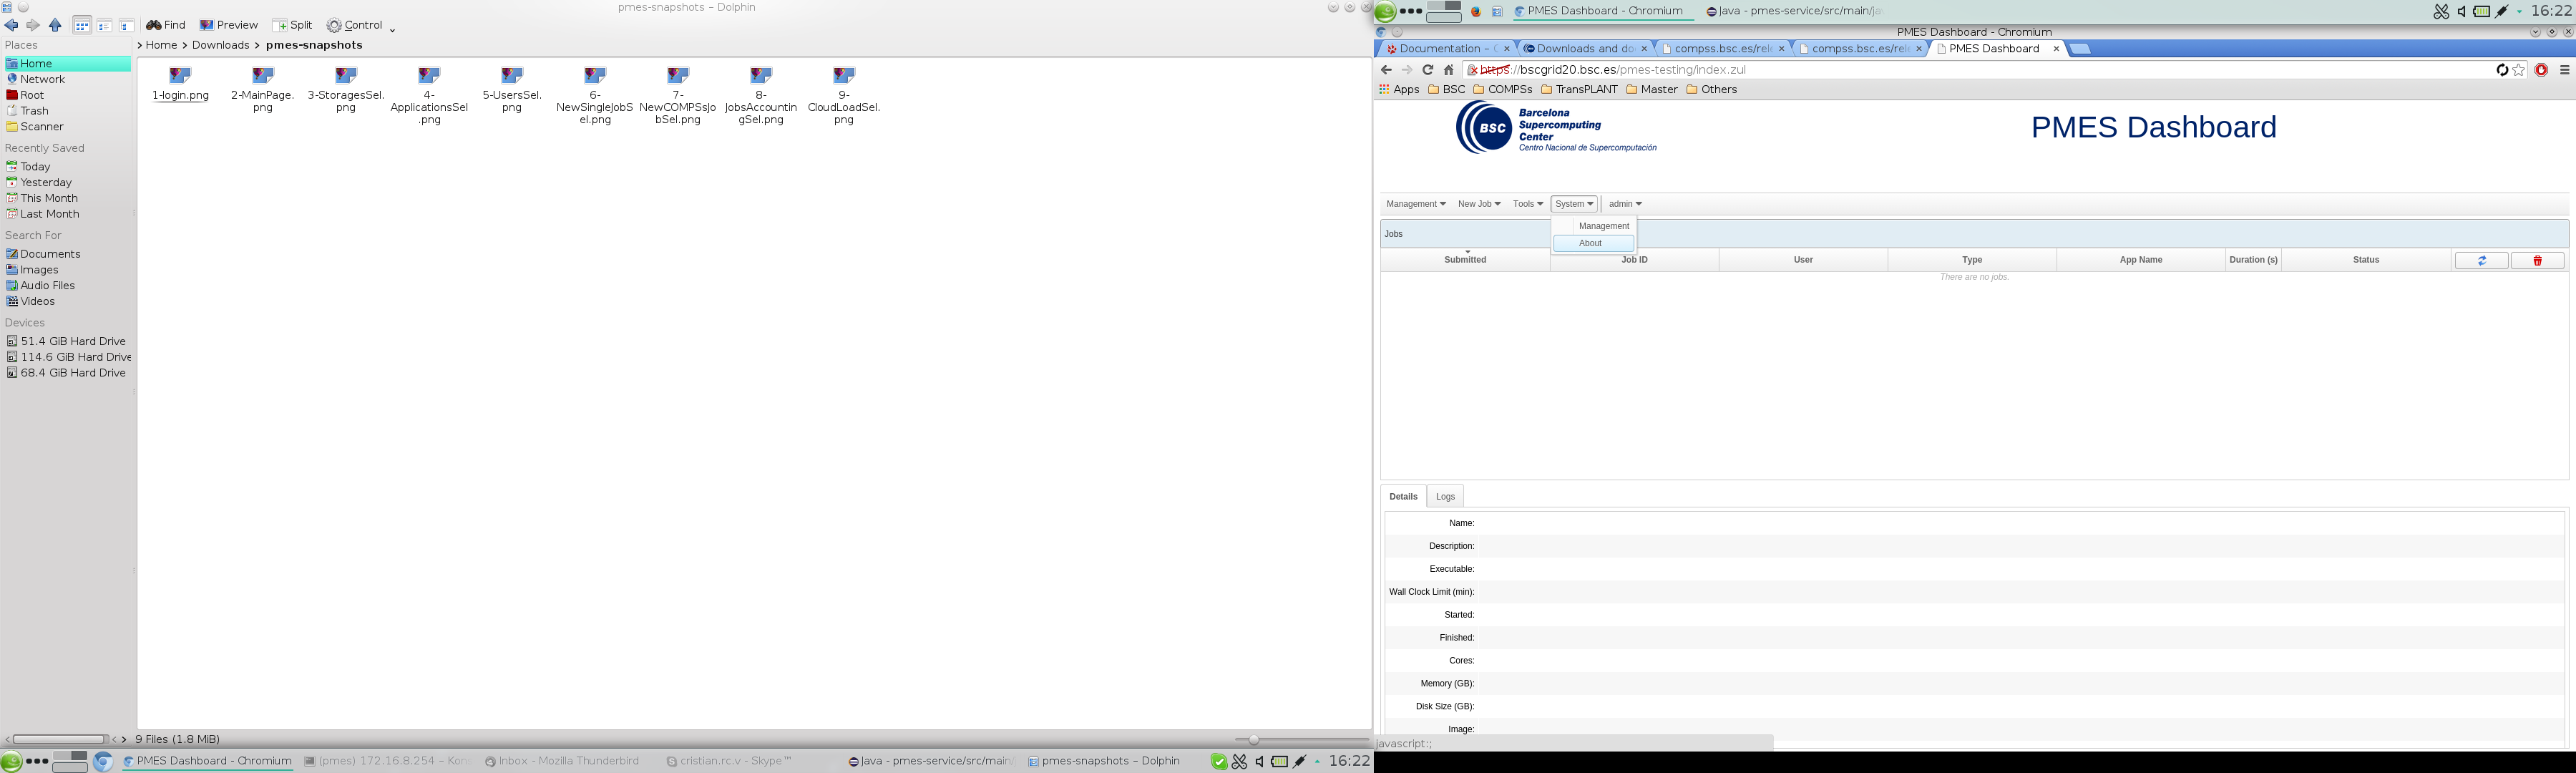 pmes-snapshots – Dolphin
Find Preview Split Control
Places
Home
Network
Root
Trash
Scanner
Recently Saved
Today
Yesterday
This Month
Last Month
Search For
Documents
Images
Audio Files
Videos
Devices
51.4 GiB Hard Drive
114.6 GiB Hard Drive
68.4 GiB Hard Drive
> Home > Downloads > pmes-snapshots
1-login.png
2-MainPage.
png
3-StoragesSel.
png
4-
ApplicationsSel
.png
5-UsersSel.
png
6-
NewSingleJobS
el.png
7-
NewCOMPSsJo
bSel.png
8-
JobsAccountin
gSel.png
9-
CloudLoadSel.
png
9 Files (1.8 MiB)
PMES Dashboard - Chromium
(pmes) 172.16.8.254 – Kon
Inbox - Mozilla Thunderbird
cristian.rc.v - Skype™
Java - pmes-service/src/main/
pmes-snapshots – Dolphin
16:22
PMES Dashboard - Chromium
Java - pmes-service/src/main/ja
16:22
PMES Dashboard - Chromium
Documentation – C
Downloads and do
compss.bsc.es/rele
compss.bsc.es/rele
PMES Dashboard
https://bscgrid20.bsc.es/pmes-testing/index.zul
Apps BSC COMPSs TransPLANT Master Others
BSC
Barcelona
Supercomputing
Center
Centro Nacional de Supercomputación
PMES Dashboard
Management New Job Tools System admin
Management
About
Jobs
Submitted Job ID User Type App Name Duration (s) Status
There are no jobs.
Details Logs
Name:
Description:
Executable:
Wall Clock Limit (min):
Started:
Finished:
Cores:
Memory (GB):
Disk Size (GB):
Image:
javascript:;